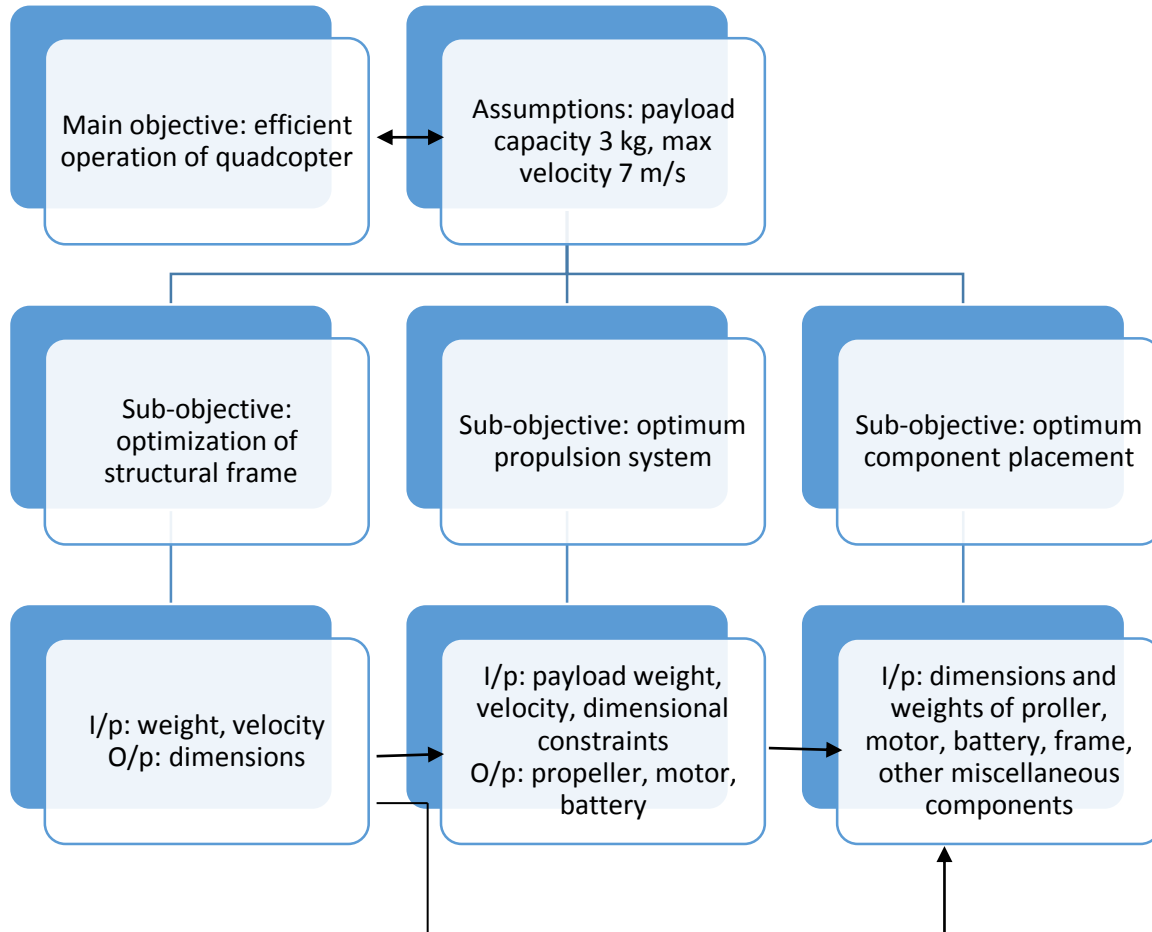 Main objective: efficient
operation of quadcopter
Assumptions: payload
capacity 3 kg, max
velocity 7 m/s
Sub-objective:
optimization of
structural frame
Sub-objective: optimum
propulsion system
Sub-objective: optimum
component placement
I/p: weight, velocity
O/p: dimensions
I/p: payload weight,
velocity, dimensional
constraints
O/p: propeller, motor,
battery
I/p: dimensions and
weights of proller,
motor, battery, frame,
other miscellaneous
components